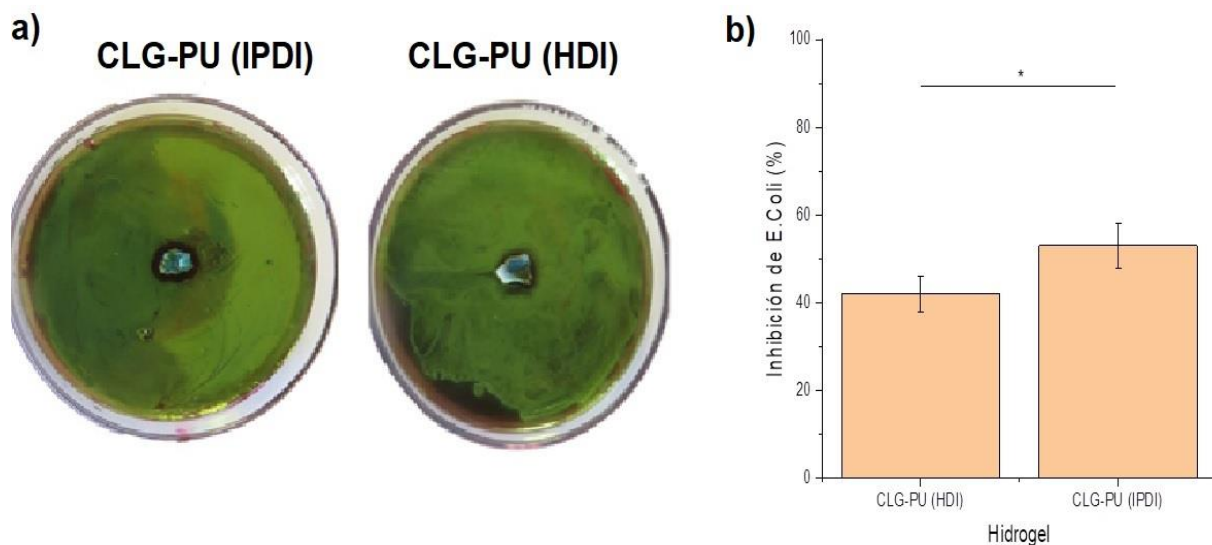 a)
CLG-PU (IPDI)
CLG-PU (HDI)
b)
100
80
60
40
20
0
*
Inhibición de E.Coli (%)
CLG-PU (HDI)
CLG-PU (IPDI)
Hidrogel